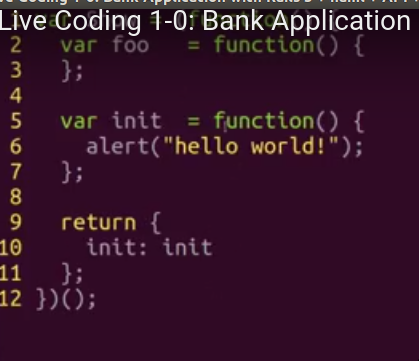 Live Coding 1-0: Bank Application
2 var foo = function() {
3 };
4
5 var init = function() {
6 alert("hello world!");
7 };
8
9 return {
10 init: init
11 };
12 })();